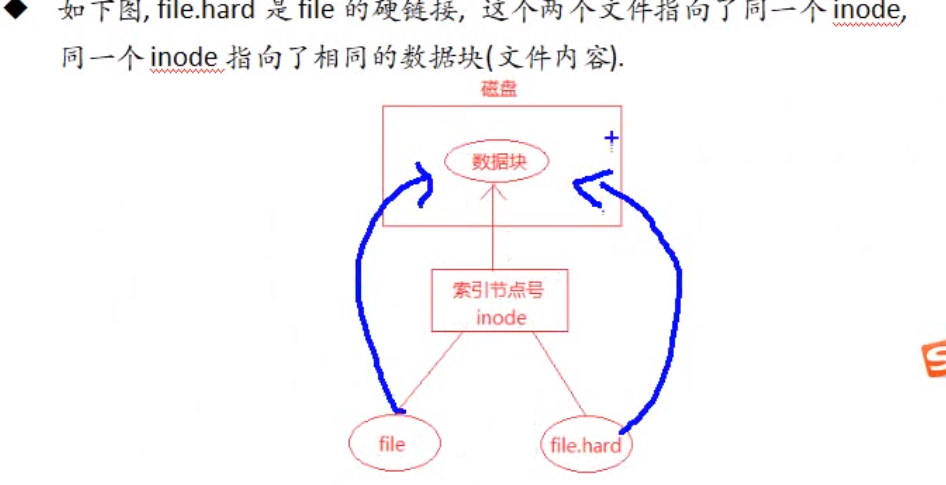 ◆ 如下图, file.hard 是 file 的硬链接, 这个两个文件指向了同一个 inode,
同一个 inode 指向了相同的数据块(文件内容).
磁盘
数据块
索引节点号
inode
file
file.hard